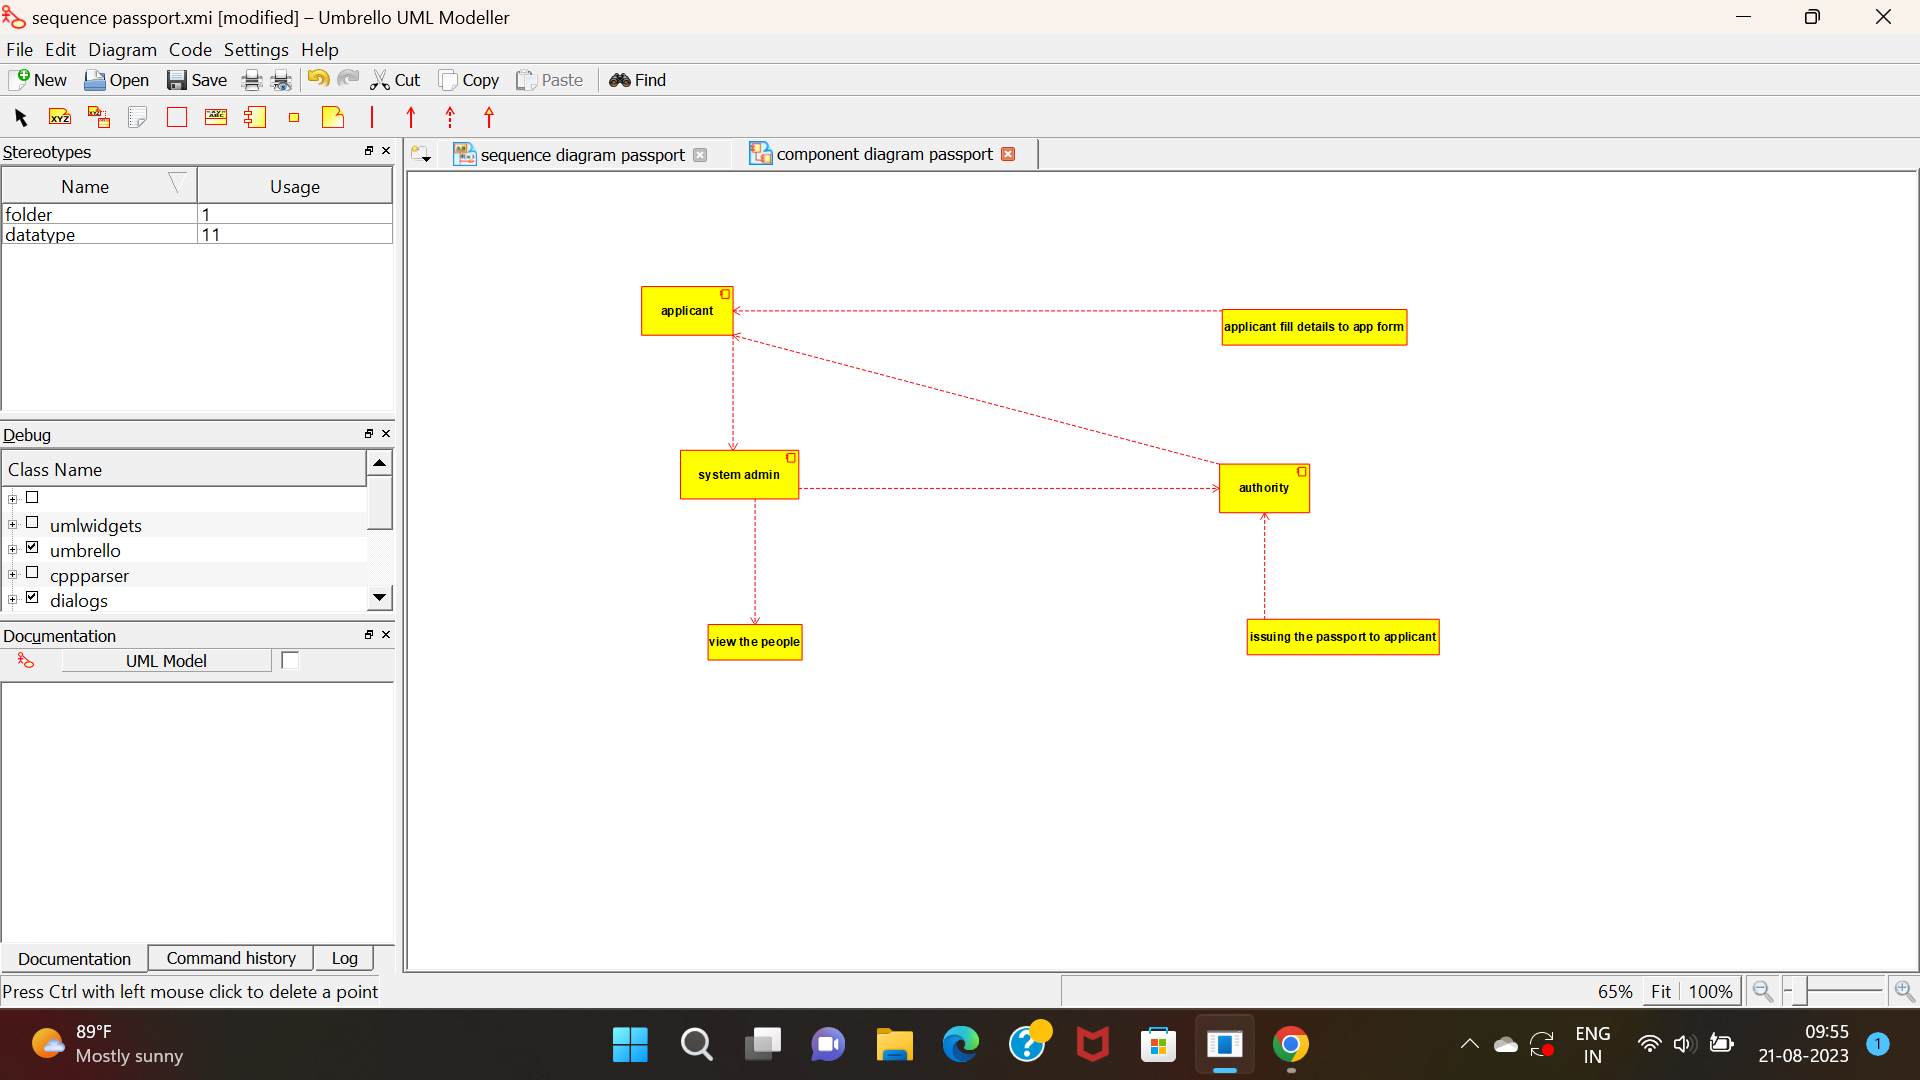 sequence passport.xmi [modified] – Umbrello UML Modeller
File Edit Diagram Code Settings Help
New Open Save Cut Copy Paste Find
XYZ
Stereotypes
sequence diagram passport
component diagram passport
Name Usage
folder 1
datatype 11
applicant
applicant fill details to app form
Debug
Class Name
system admin
authority
umlwidgets
umbrello
cppparser
dialogs
Documentation
UML Model
view the people
issuing the passport to applicant
Documentation Command history Log
Press Ctrl with left mouse click to delete a point
65% Fit 100%
89°F
Mostly sunny
ENG
IN
09:55
21-08-2023
1